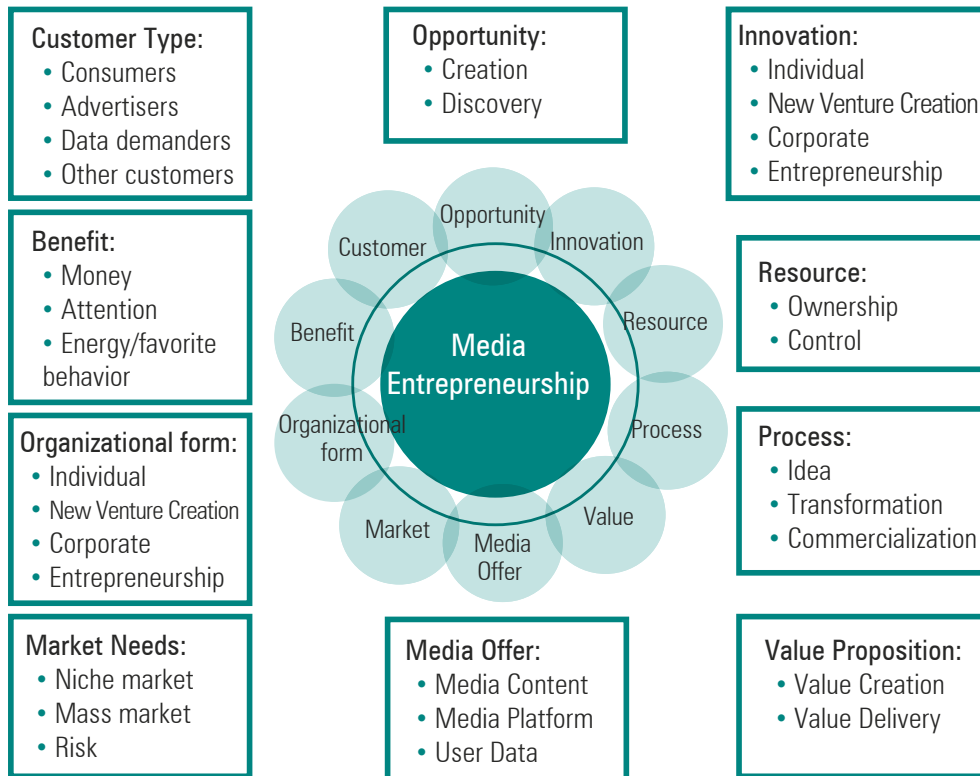 Customer Type:
• Consumers
• Advertisers
• Data demanders
• Other customers
Opportunity:
• Creation
• Discovery
Innovation:
• Individual
• New Venture Creation
• Corporate
• Entrepreneurship
Benefit:
• Money
• Attention
• Energy/favorite
behavior
Resource:
• Ownership
• Control
Organizational form:
• Individual
• New Venture Creation
• Corporate
• Entrepreneurship
Process:
• Idea
• Transformation
• Commercialization
Market Needs:
• Niche market
• Mass market
• Risk
Media Offer:
• Media Content
• Media Platform
• User Data
Value Proposition:
• Value Creation
• Value Delivery
Media
Entrepreneurship
Opportunity
Innovation
Resource
Process
Value
Media
Offer
Market
Organizational
form
Benefit
Customer